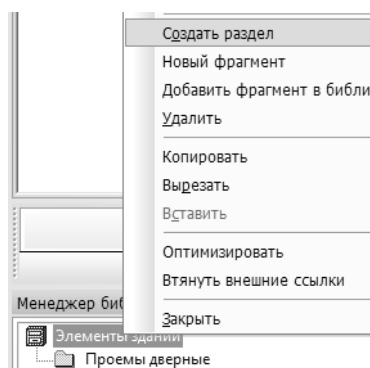 Создать раздел
Новый фрагмент
Добавить фрагмент в библи
Удалить
Копировать
Вырезать
Вставить
Оптимизировать
Втянуть внешние ссылки
Закрыть
Менеджер биб
Элементы зданий
Проемы дверные